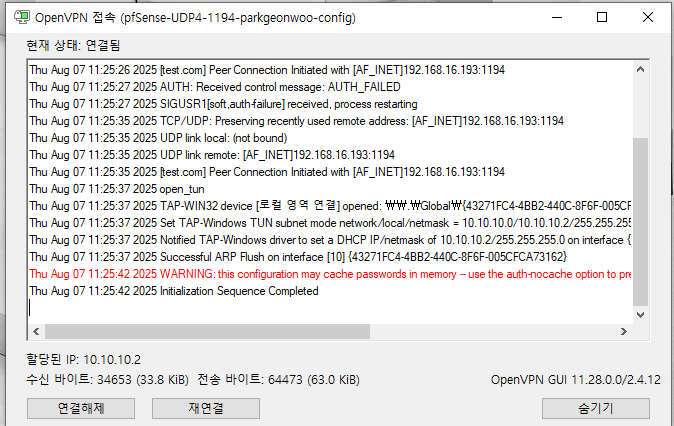 OpenVPN 접속 (pfSense-UDP4-1194-parkgeonwoo-config)
현재 상태: 연결됨
Thu Aug 07 11:25:26 2025 [test.com] Peer Connection Initiated with [AF_INET]192.168.16.193:1194
Thu Aug 07 11:25:27 2025 AUTH: Received control message: AUTH_FAILED
Thu Aug 07 11:25:27 2025 SIGUSR1[soft,auth-failure] received, process restarting
Thu Aug 07 11:25:35 2025 TCP/UDP: Preserving recently used remote address: [AF_INET]192.168.16.193:1194
Thu Aug 07 11:25:35 2025 UDP link local: (not bound)
Thu Aug 07 11:25:35 2025 UDP link remote: [AF_INET]192.168.16.193:1194
Thu Aug 07 11:25:35 2025 [test.com] Peer Connection Initiated with [AF_INET]192.168.16.193:1194
Thu Aug 07 11:25:37 2025 open_tun
Thu Aug 07 11:25:37 2025 TAP-WIN32 device [로컬 영역 연결] opened: ₩₩.₩Global₩{43271FC4-4BB2-440C-8F6F-005CF
Thu Aug 07 11:25:37 2025 Set TAP-Windows TUN subnet mode network/local/netmask = 10.10.10.0/10.10.10.2/255.255.255
Thu Aug 07 11:25:37 2025 Notified TAP-Windows driver to set a DHCP IP/netmask of 10.10.10.2/255.255.255.0 on interface {
Thu Aug 07 11:25:37 2025 Successful ARP Flush on interface [10] {43271FC4-4BB2-440C-8F6F-005CFCA73162}
Thu Aug 07 11:25:42 2025 WARNING: this configuration may cache passwords in memory -- use the auth-nocache option to pre
Thu Aug 07 11:25:42 2025 Initialization Sequence Completed
할당된 IP: 10.10.10.2
수신 바이트: 34653 (33.8 KiB) 전송 바이트: 64473 (63.0 KiB) OpenVPN GUI 11.28.0.0/2.4.12
연결해제 재연결 숨기기